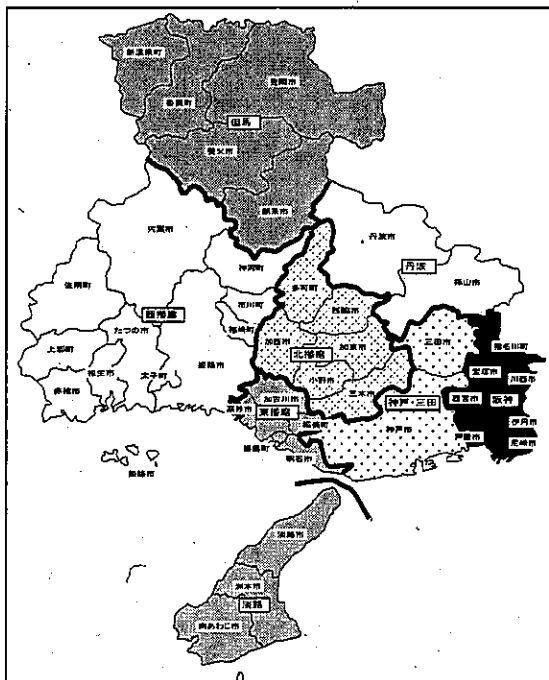 新温泉町
香美町
豊岡市
但馬
養父市
朝来市
宍粟市
神河町
丹波市
丹波
篠山市
佐用町
西播磨
市川町
福崎町
多可町
西脇市
加西市
加東市
北播磨
小野市
三木市
たつの市
上郡町
相生市
太子町
姫路市
赤穂市
三田市
猪名川町
宝塚市
川西市
西宮市
阪神
伊丹市
芦屋市
尼崎市
加古川市
高砂市
東播磨
稲美町
播磨町
明石市
神戸・三田
神戸市
姫路市
淡路市
洲本市
淡路
南あわじ市